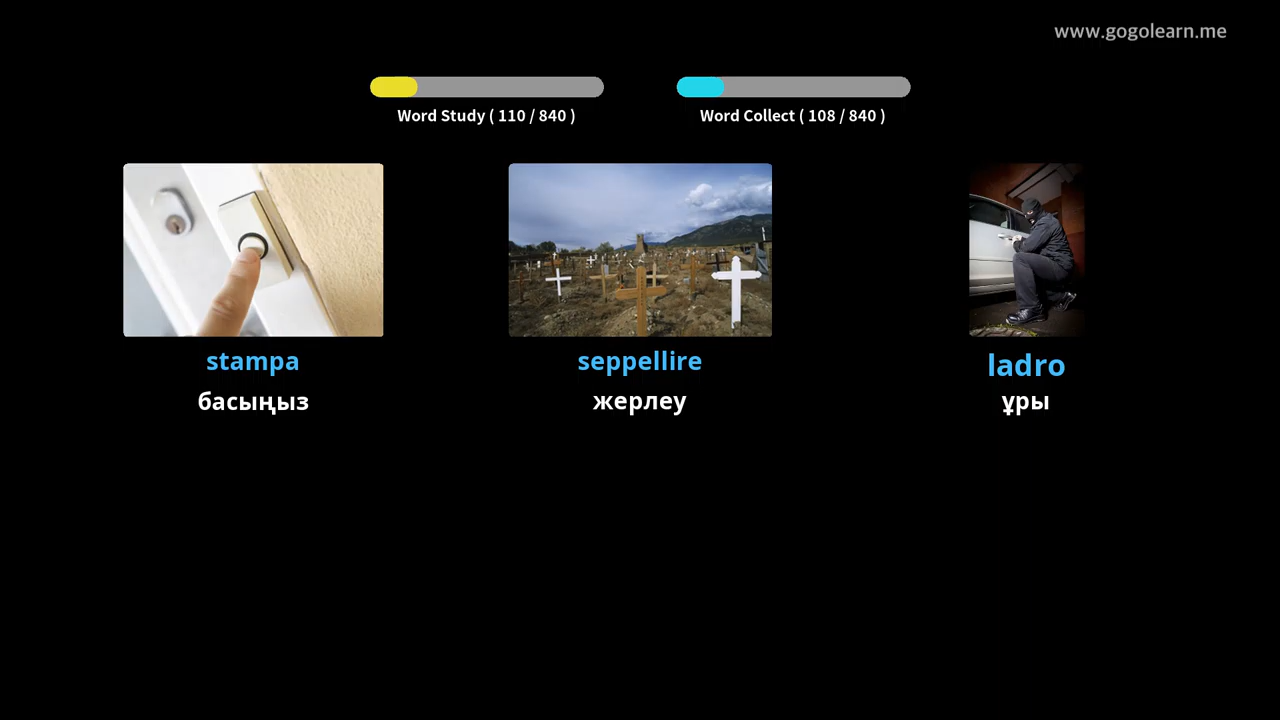 www.gogolearn.me
Word Study ( 110 / 840 )
Word Collect ( 108 / 840 )
stampa
seppellire
ladro
басыңыз
жерлеу
ұры